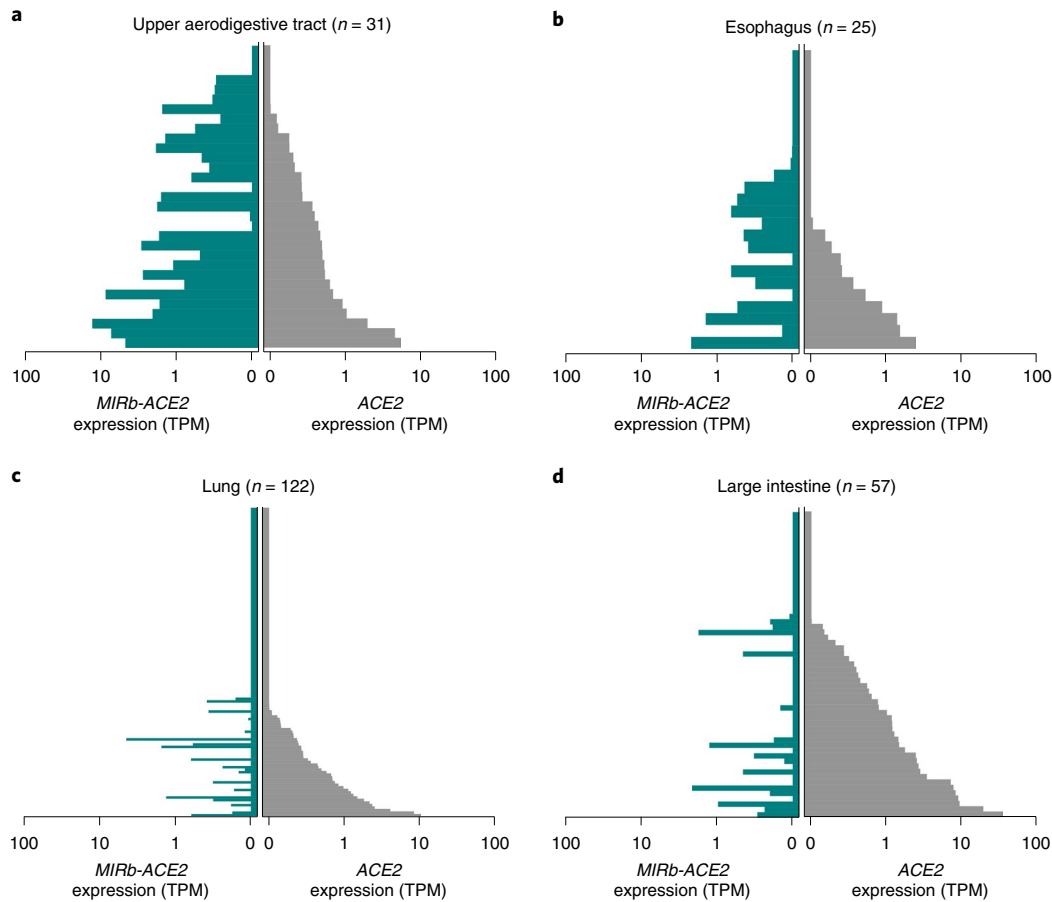 a
Upper aerodigestive tract (n = 31)
100 10 1 0 0 1 10 100
MIRb-ACE2 ACE2
expression (TPM) expression (TPM)
b
Esophagus (n = 25)
100 10 1 0 0 1 10 100
MIRb-ACE2 ACE2
expression (TPM) expression (TPM)
c
Lung (n = 122)
100 10 1 0 0 1 10 100
MIRb-ACE2 ACE2
expression (TPM) expression (TPM)
d
Large intestine (n = 57)
100 10 1 0 0 1 10 100
MIRb-ACE2 ACE2
expression (TPM) expression (TPM)